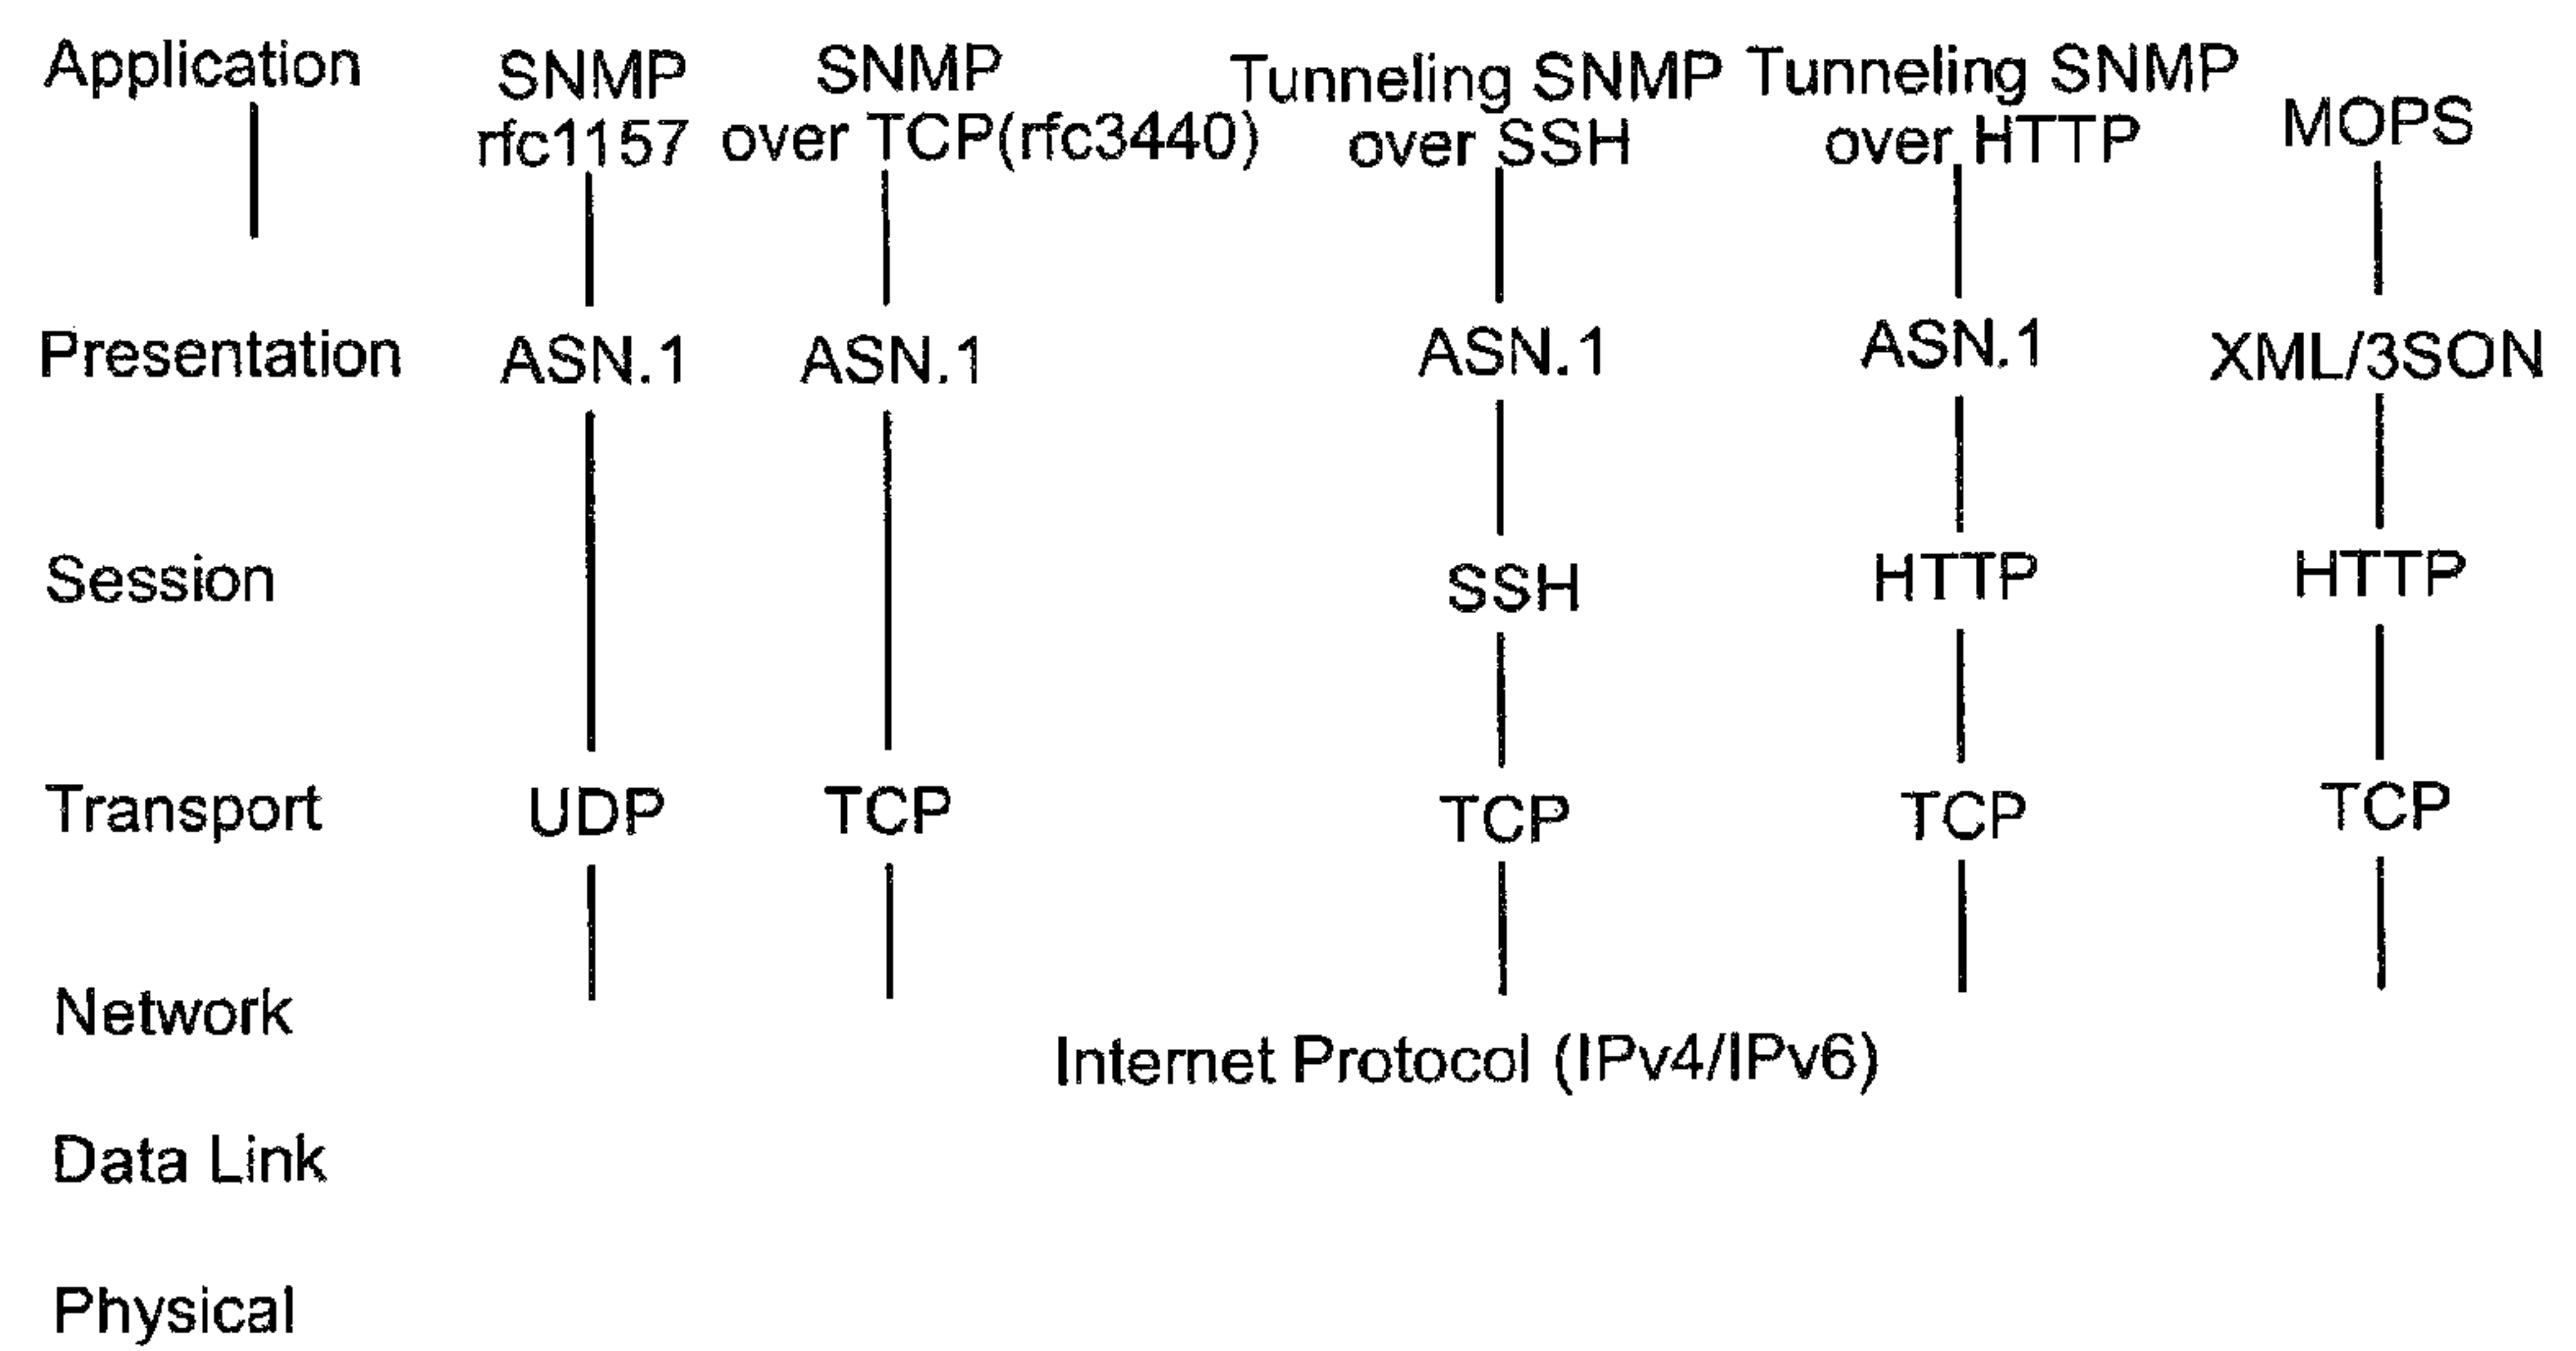 Application
SNMP
rfc1157
SNMP
over TCP(rfc3440)
Tunneling SNMP
over SSH
Tunneling SNMP
over HTTP
MOPS
Presentation
ASN.1
ASN.1
ASN.1
ASN.1
XML/3SON
Session
SSH
HTTP
HTTP
Transport
UDP
TCP
TCP
TCP
TCP
Network
Internet Protocol (IPv4/IPv6)
Data Link
Physical